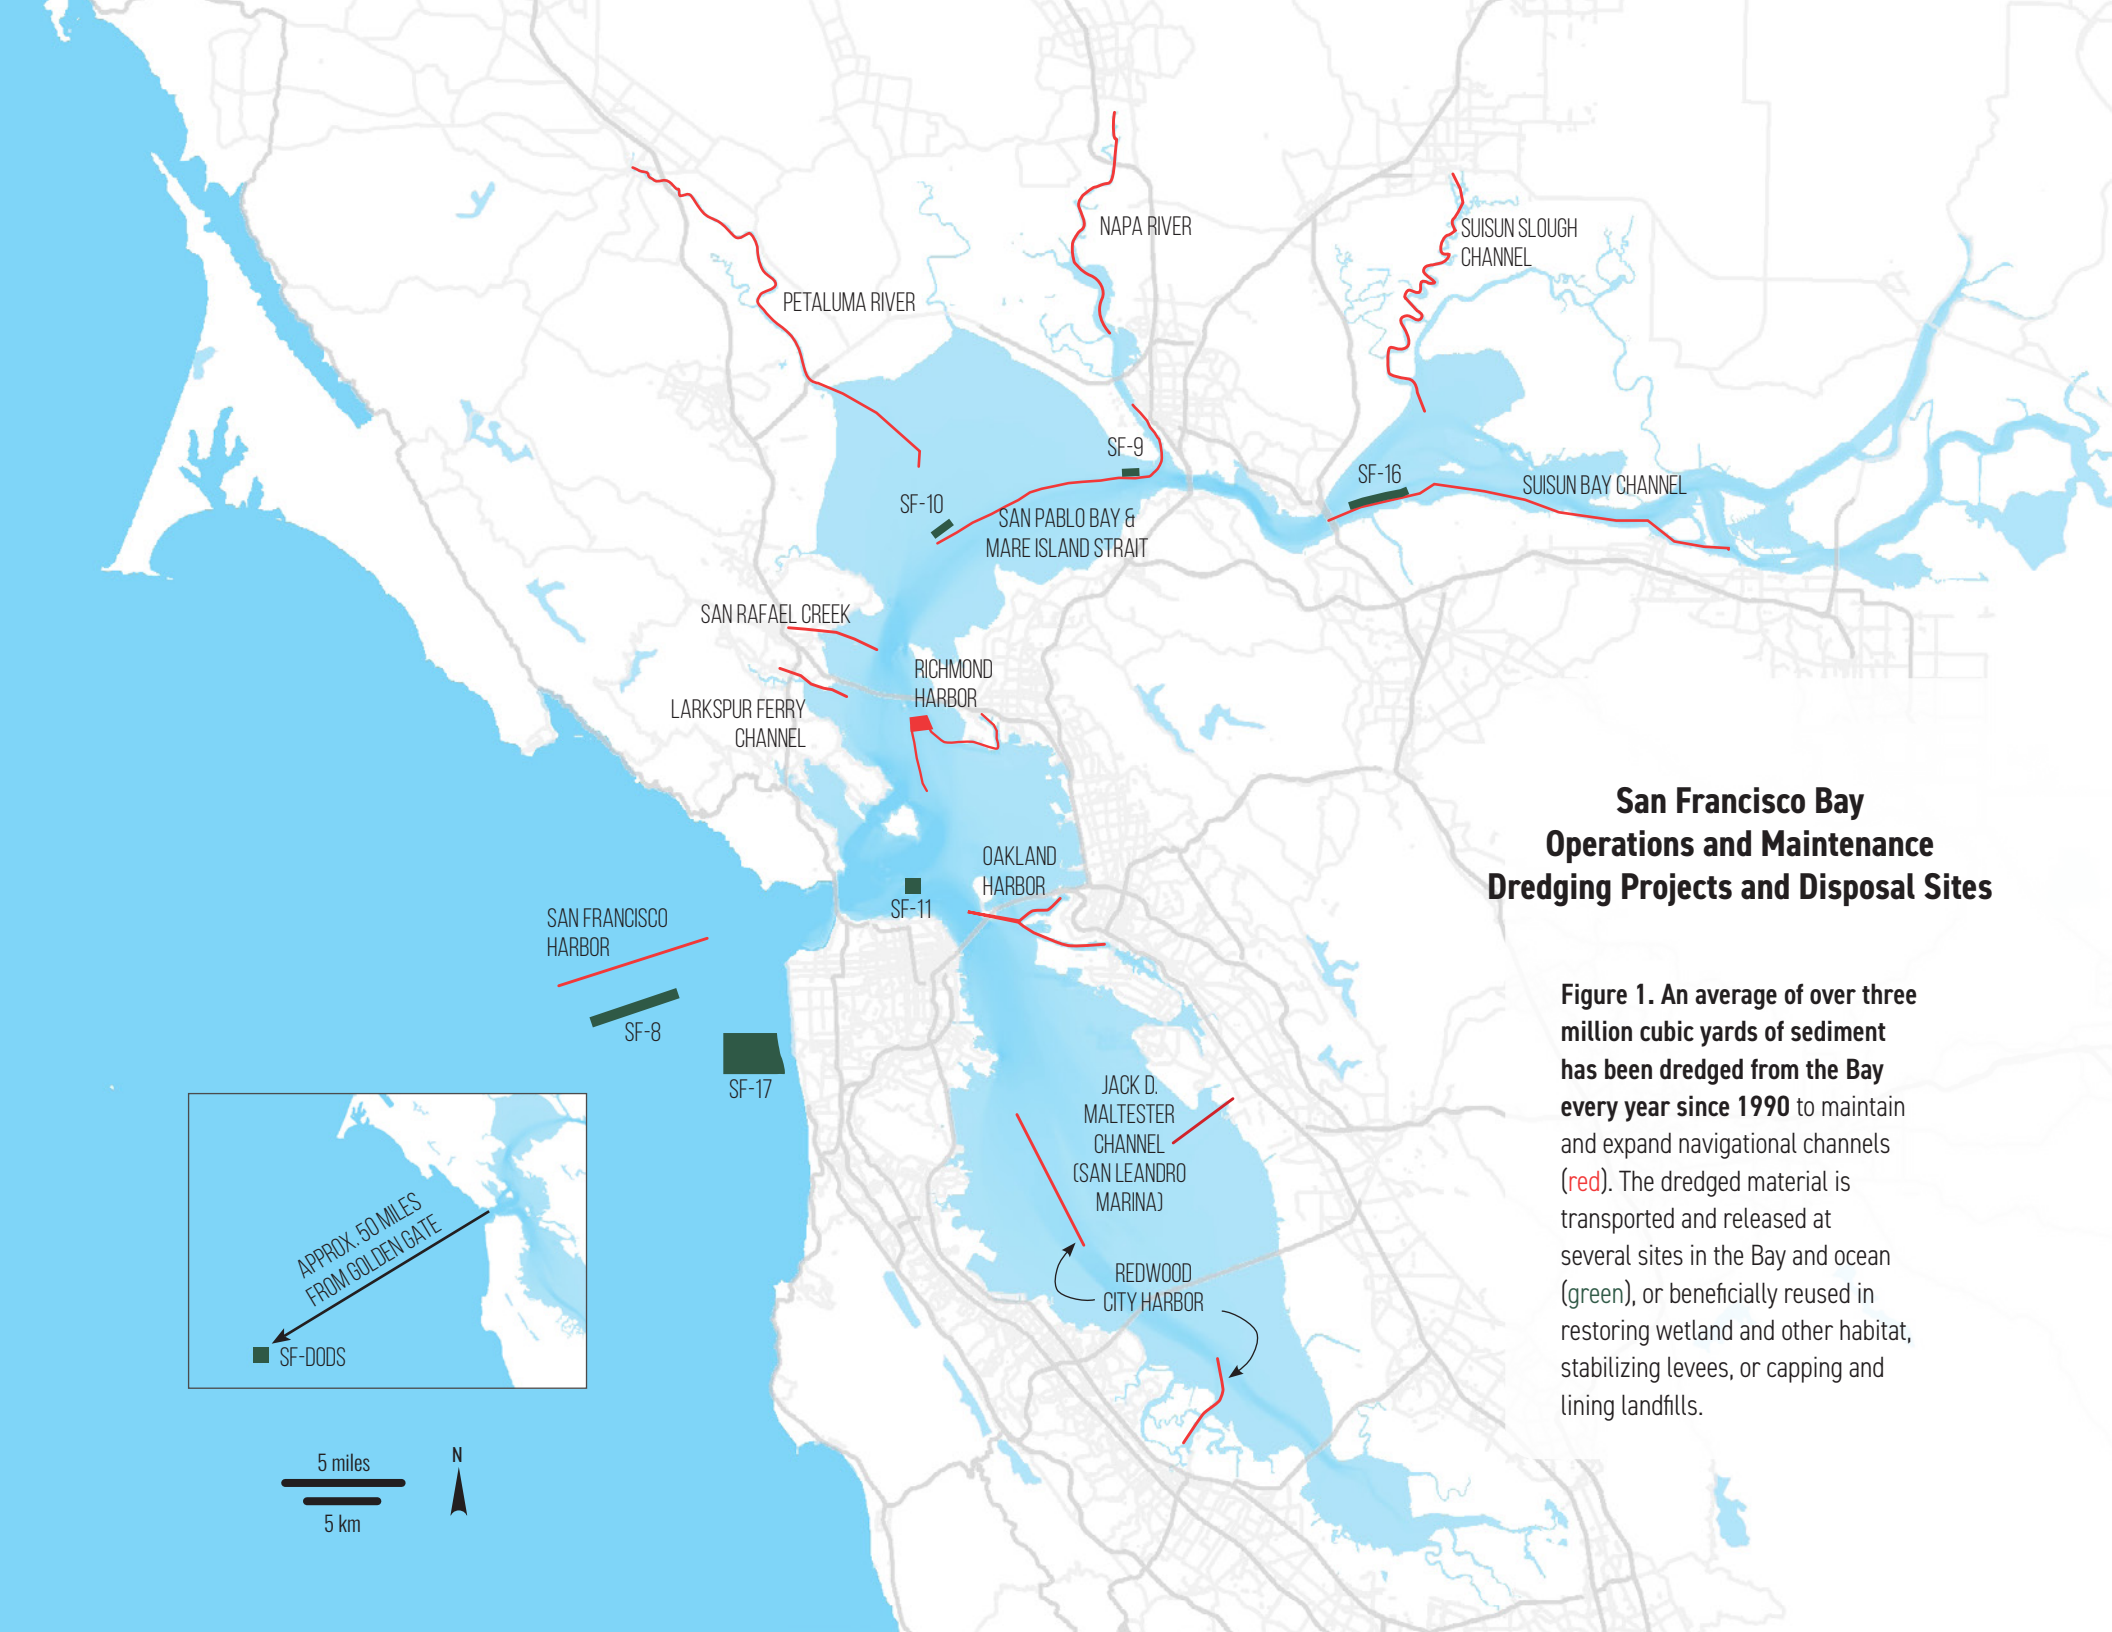 NAPA RIVER
SUISUN SLOUGH
CHANNEL
PETALUMA RIVER
SF-9
SF-16
SUISUN BAY CHANNEL
SF-10
SAN PABLO BAY &
MARE ISLAND STRAIT
SAN RAFAEL CREEK
RICHMOND
HARBOR
LARKSPUR FERRY
CHANNEL
San Francisco Bay
Operations and Maintenance
Dredging Projects and Disposal Sites
OAKLAND
HARBOR
SF-11
SAN FRANCISCO
HARBOR
SF-8
SF-17
Figure 1. An average of over three
million cubic yards of sediment
has been dredged from the Bay
every year since 1990 to maintain
and expand navigational channels
(red). The dredged material is
transported and released at
several sites in the Bay and ocean
(green), or beneficially reused in
restoring wetland and other habitat,
stabilizing levees, or capping and
lining landfills.
JACK D.
MALTESTER
CHANNEL
(SAN LEANDRO
MARINA)
REDWOOD
CITY HARBOR
APPROX. 50 MILES
FROM GOLDEN GATE
SF-DODS
5 miles
5 km
N